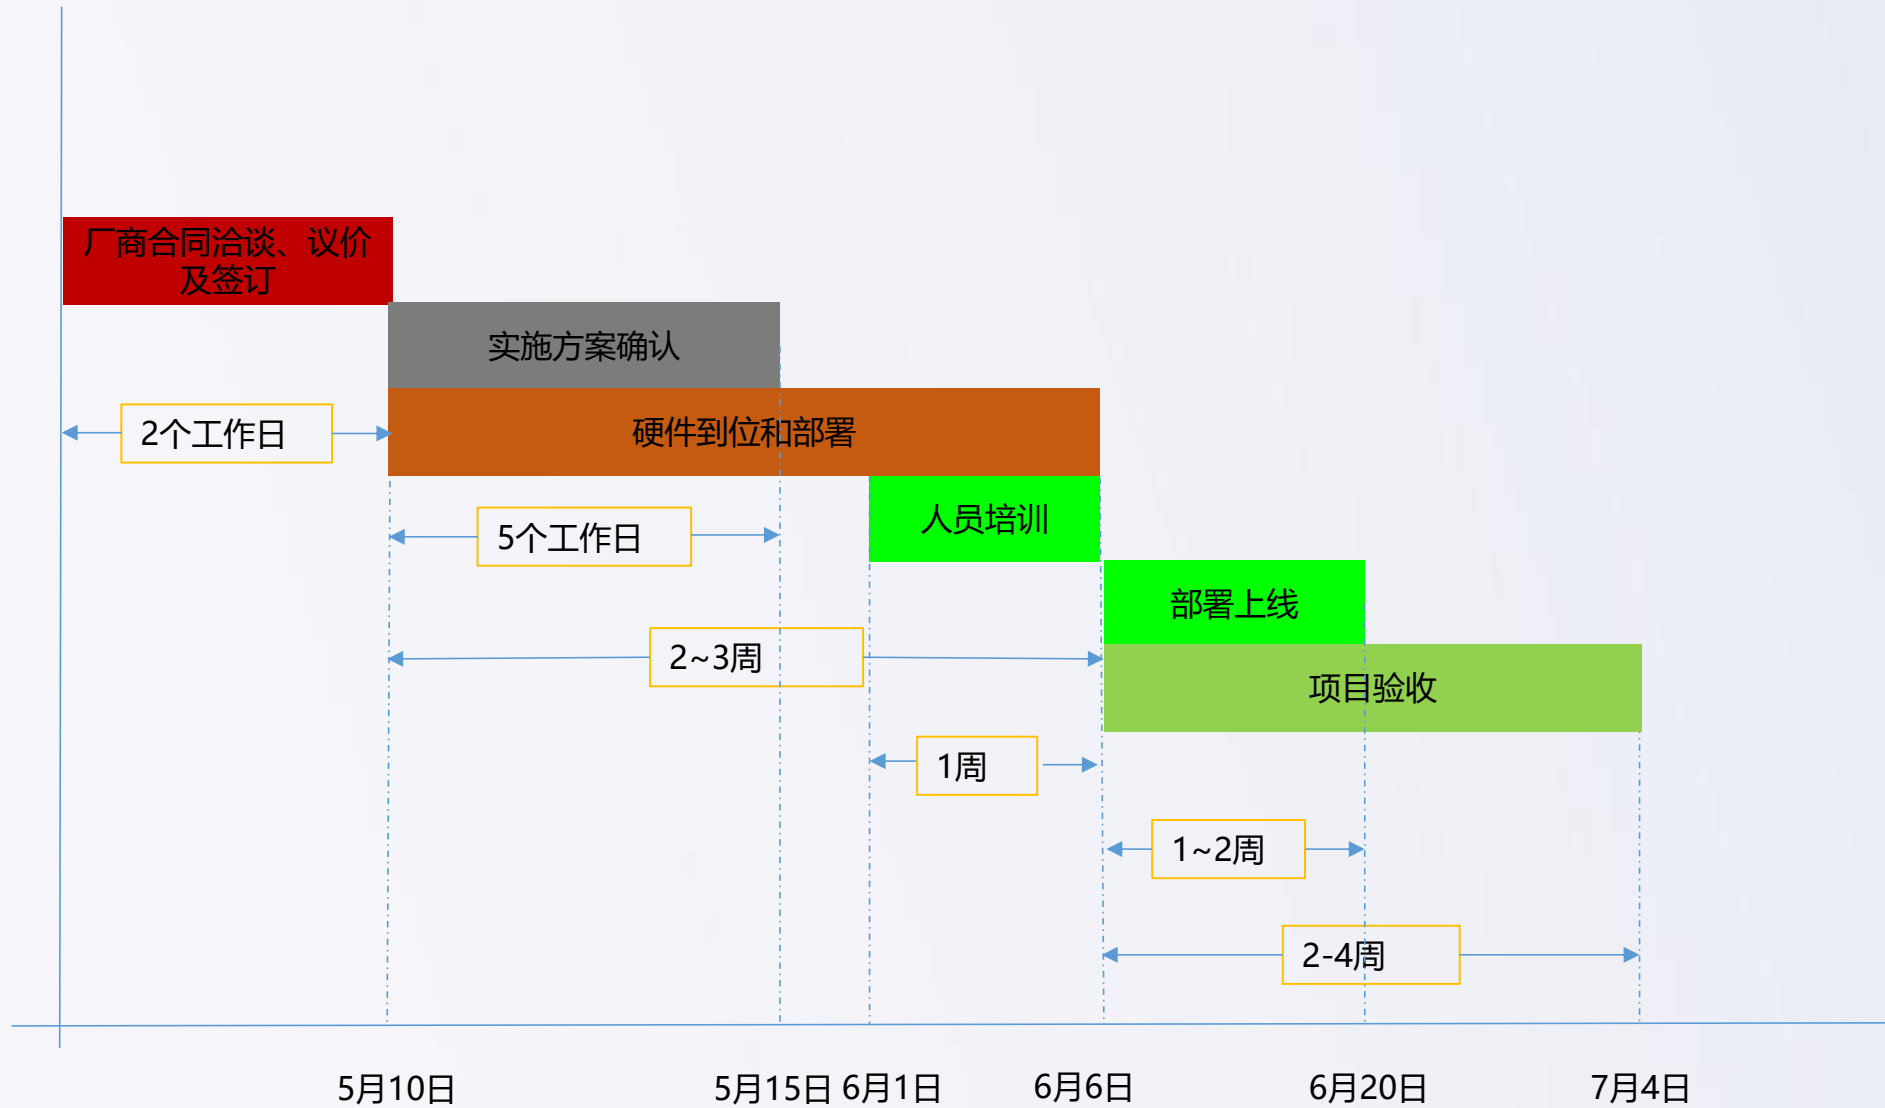 厂商合同洽谈、议价
及签订
实施方案确认
2个工作日
硬件到位和部署
人员培训
5个工作日
部署上线
2~3周
项目验收
1周
1~2周
2-4周
5月10日
5月15日
6月1日
6月6日
6月20日
7月4日